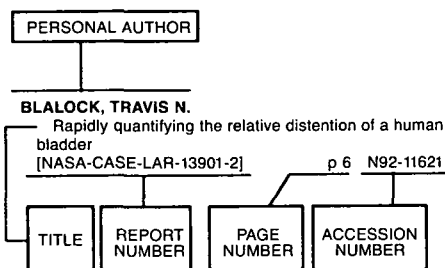 PERSONAL AUTHOR
BLALOCK, TRAVIS N.
Rapidly quantifying the relative distention of a human
bladder
[NASA-CASE-LAR-13901-2] p 6 N92-11621
TITLE REPORT NUMBER PAGE NUMBER ACCESSION NUMBER